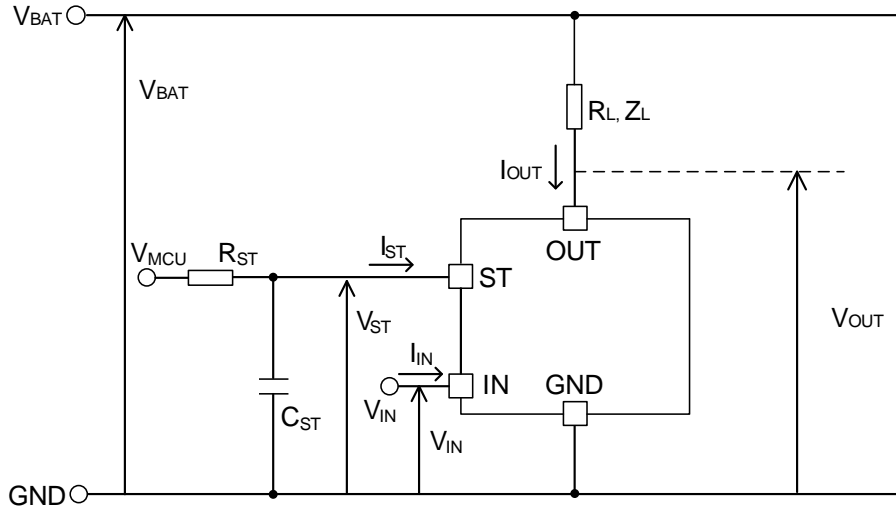 VBAT
VBAT
RL, ZL
IOUT
OUT
VMCU
RST
IST
ST
VST
VOUT
IIN
IN
GND
VIN
CST
VIN
GND